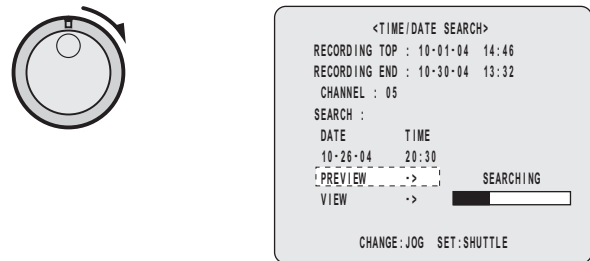 <TIME/DATE SEARCH>
RECORDING TOP : 10-01-04 14:46
RECORDING END : 10-30-04 13:32
CHANNEL : 05
SEARCH :
DATE TIME
10-26-04 20:30
PREVIEW -> SEARCHING
VIEW ->
CHANGE:JOG SET:SHUTTLE